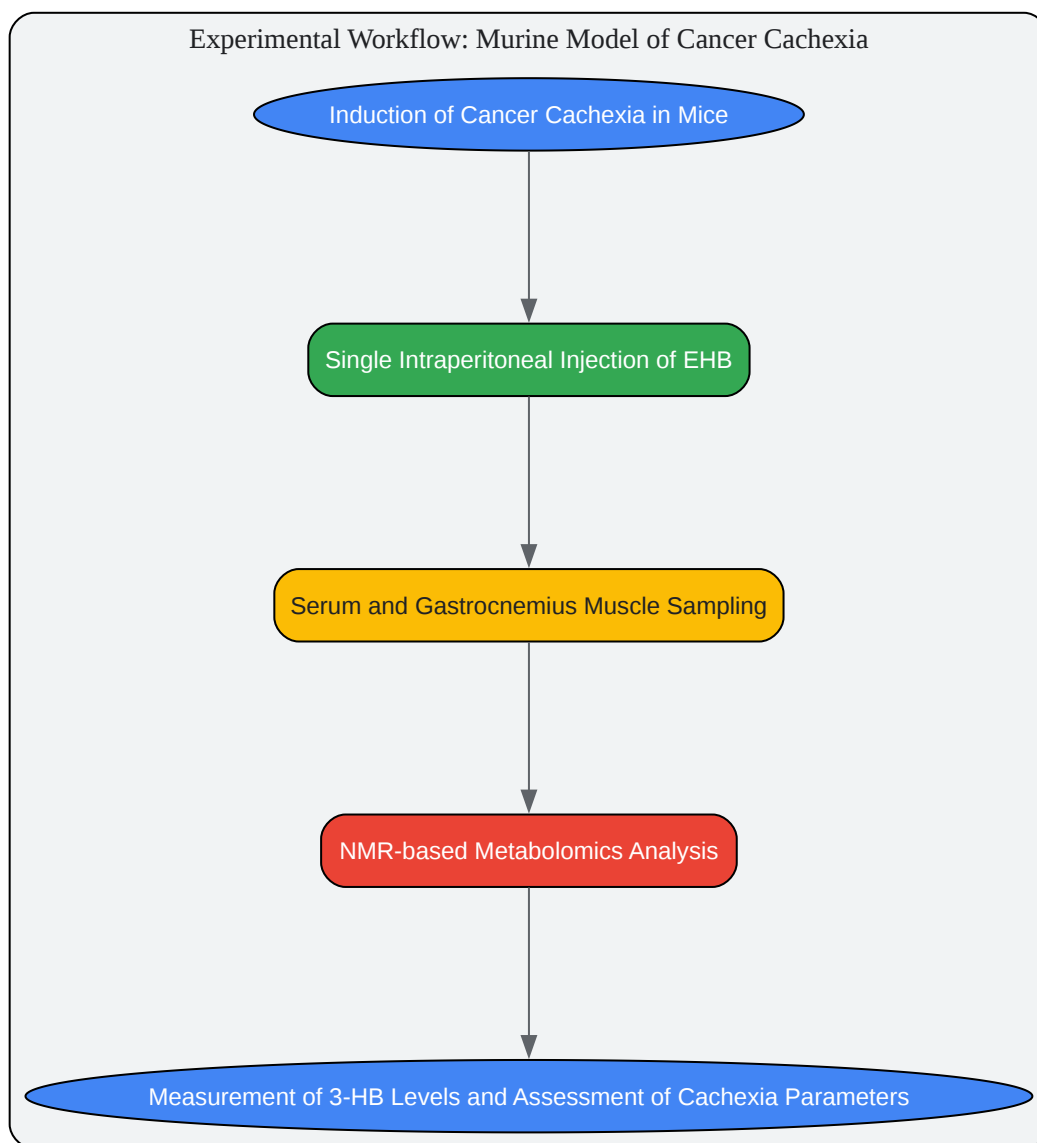 Experimental Workflow: Murine Model of Cancer Cachexia
Induction of Cancer Cachexia in Mice
Single Intraperitoneal Injection of EHB
Serum and Gastrocnemius Muscle Sampling
NMR-based Metabolomics Analysis
Measurement of 3-HB Levels and Assessment of Cachexia Parameters